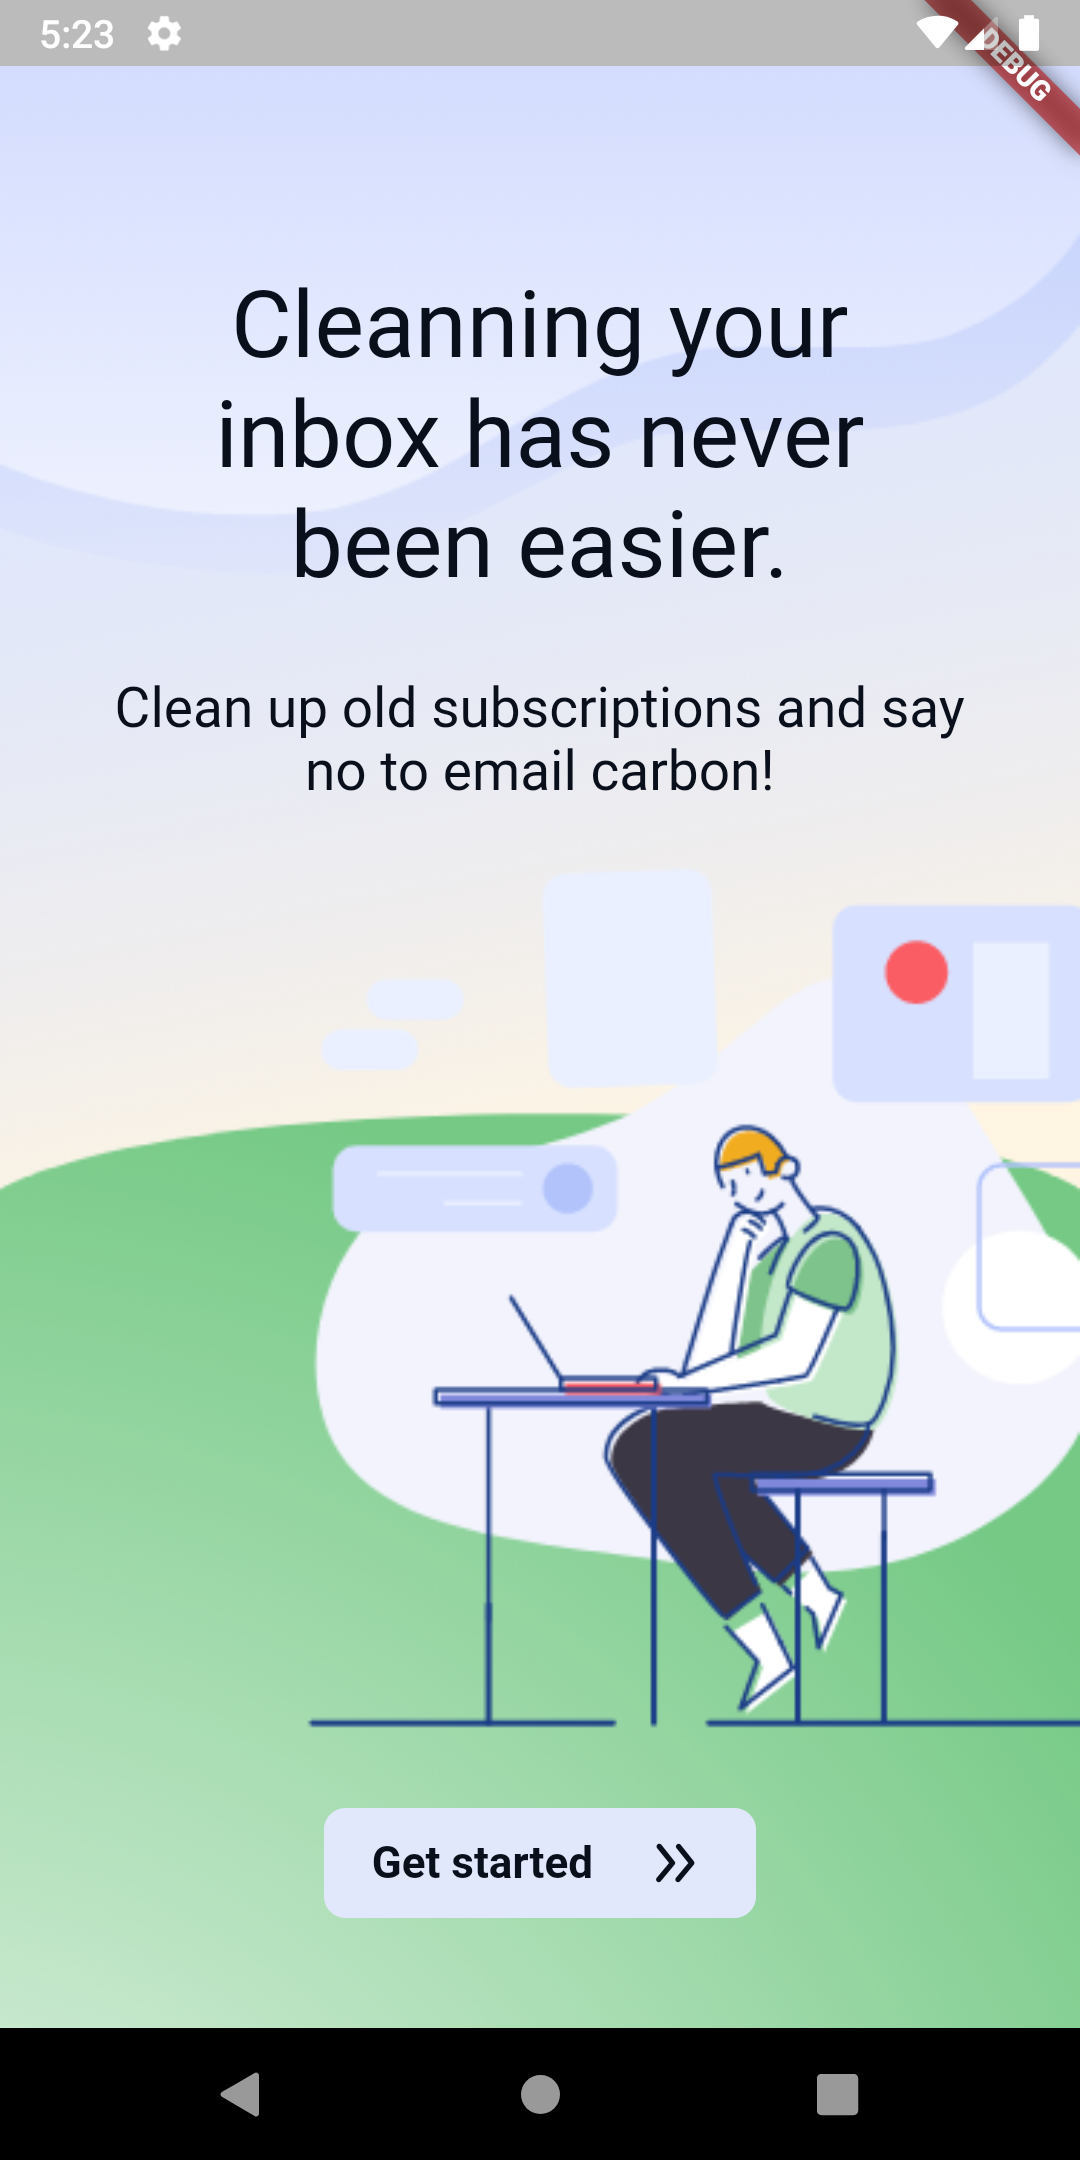 5:23
DEBUG
Cleanning your
inbox has never
been easier.
Clean up old subscriptions and say
no to email carbon!
Get started